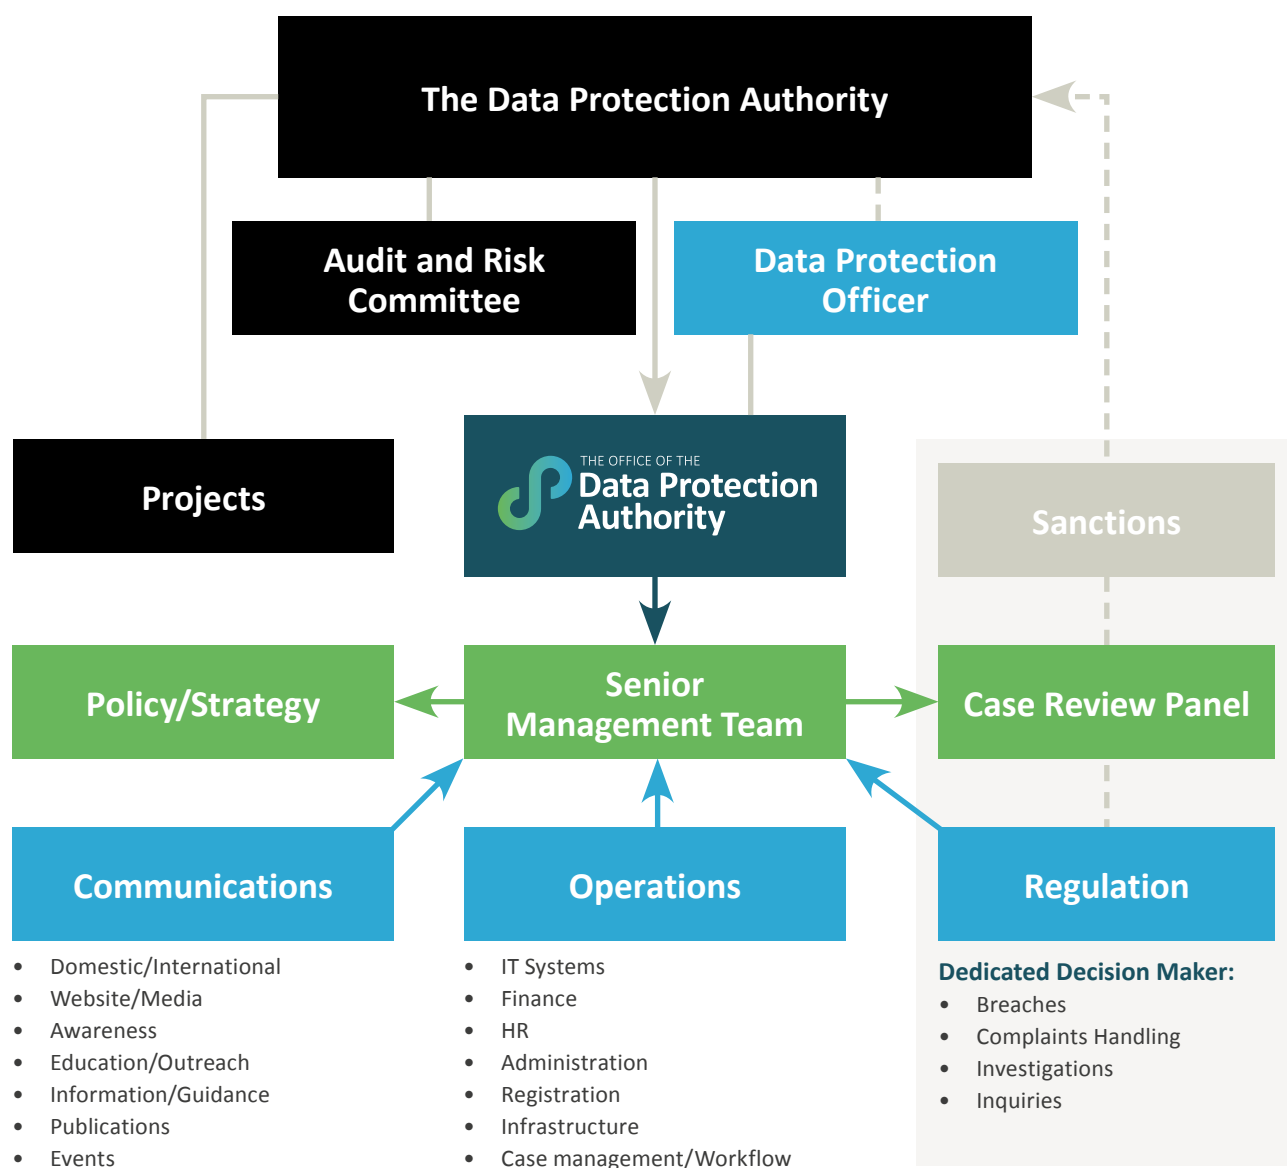 The Data Protection Authority
Audit and Risk
Committee
Data Protection
Officer
Projects
THE OFFICE OF THE
Data Protection
Authority
Sanctions
Policy/Strategy
Senior
Management Team
Case Review Panel
Communications
Operations
Regulation
• Domestic/International
• Website/Media
• Awareness
• Education/Outreach
• Information/Guidance
• Publications
• Events
• IT Systems
• Finance
• HR
• Administration
• Registration
• Infrastructure
• Case management/Workflow
Dedicated Decision Maker:
• Breaches
• Complaints Handling
• Investigations
• Inquiries